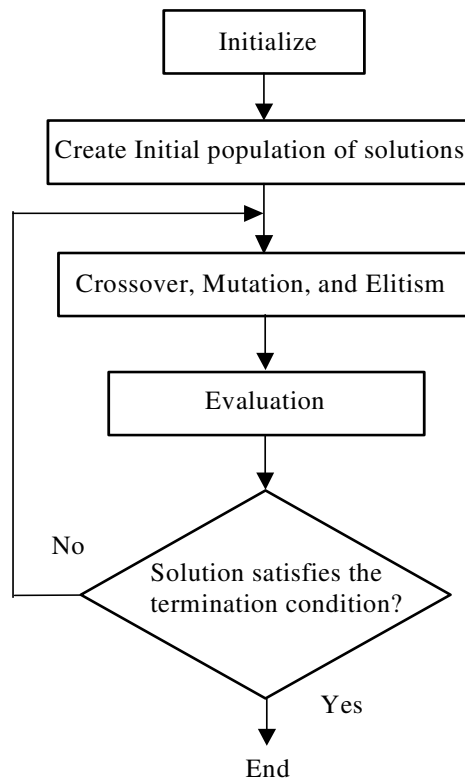 Initialize
Create Initial population of solutions
Crossover, Mutation, and Elitism
Evaluation
No
Solution satisfies the
termination condition?
Yes
End